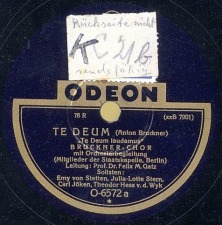 Rückseite nicht
sendefähig
ODEON
78 R
(xxB 7901)
TE DEUM (Anton Bruckner)
„Te Deum laudamus"
BRUCKNER-CHOR
mit Orchesterbegleitung
(Mitglieder der Staatskapelle, Berlin)
Leitung: Prof. Dr. Felix M. Gatz
Solisten:
Emy von Stetten, Julia-Lotte Stern,
Carl Jöken, Theodor Hess v. d. Wyk
O-6572 a